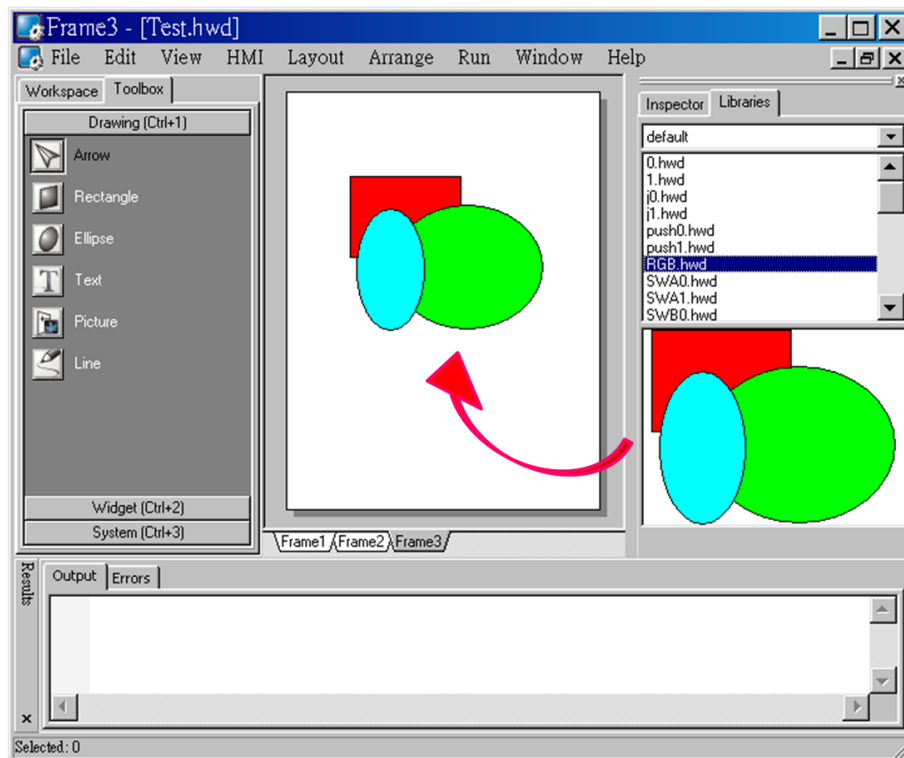 Frame3 - [Test.hwd]
File Edit View HMI Layout Arrange Run Window Help
Workspace Toolbox
Drawing (Ctrl+1)
Arrow
Rectangle
Ellipse
Text
Picture
Line
Widget (Ctrl+2)
System (Ctrl+3)
Frame1 Frame2 Frame3
Inspector Libraries
default
0.hwd
1.hwd
j0.hwd
j1.hwd
push0.hwd
push1.hwd
RGB.hwd
SWA0.hwd
SWA1.hwd
SWB0.hwd
Results
Output Errors
Selected: 0